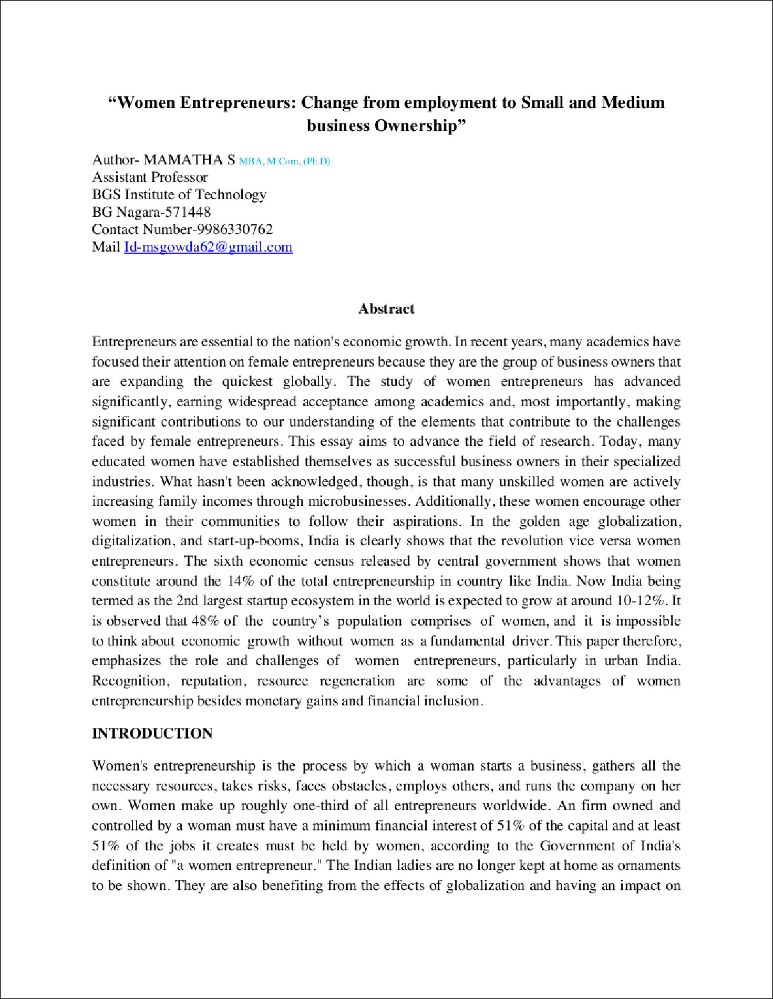 “Women Entrepreneurs: Change from employment to Small and Medium
business Ownership”
Author- MAMATHA S MBA, M.Com, (Ph.D)
Assistant Professor
BGS Institute of Technology
BG Nagara-571448
Contact Number-9986330762
Mail Id-msgowda62@gmail.com
Abstract
Entrepreneurs are essential to the nation's economic growth. In recent years, many academics have
focused their attention on female entrepreneurs because they are the group of business owners that
are expanding the quickest globally. The study of women entrepreneurs has advanced
significantly, earning widespread acceptance among academics and, most importantly, making
significant contributions to our understanding of the elements that contribute to the challenges
faced by female entrepreneurs. This essay aims to advance the field of research. Today, many
educated women have established themselves as successful business owners in their specialized
industries. What hasn't been acknowledged, though, is that many unskilled women are actively
increasing family incomes through microbusinesses. Additionally, these women encourage other
women in their communities to follow their aspirations. In the golden age globalization,
digitalization, and start-up-booms, India is clearly shows that the revolution vice versa women
entrepreneurs. The sixth economic census released by central government shows that women
constitute around the 14% of the total entrepreneurship in country like India. Now India being
termed as the 2nd largest startup ecosystem in the world is expected to grow at around 10-12%. It
is observed that 48% of the country’s population comprises of women, and it is impossible
to think about economic growth without women as a fundamental driver. This paper therefore,
emphasizes the role and challenges of women entrepreneurs, particularly in urban India.
Recognition, reputation, resource regeneration are some of the advantages of women
entrepreneurship besides monetary gains and financial inclusion.
INTRODUCTION
Women's entrepreneurship is the process by which a woman starts a business, gathers all the
necessary resources, takes risks, faces obstacles, employs others, and runs the company on her
own. Women make up roughly one-third of all entrepreneurs worldwide. An firm owned and
controlled by a woman must have a minimum financial interest of 51% of the capital and at least
51% of the jobs it creates must be held by women, according to the Government of India's
definition of "a women entrepreneur." The Indian ladies are no longer kept at home as ornaments
to be shown. They are also benefiting from the effects of globalization and having an impact on